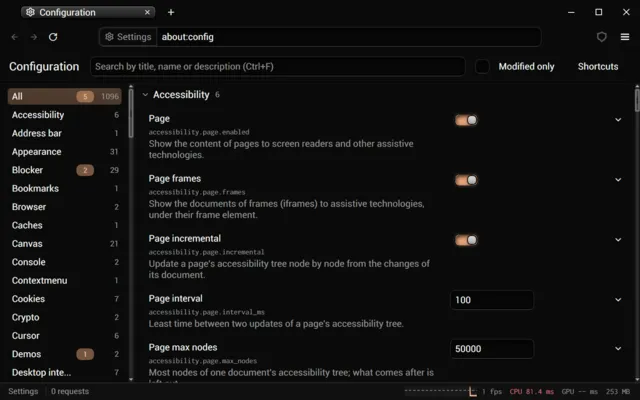 Configuration
Settings about:config
Configuration
Search by title, name or description (Ctrl+F)
Modified only
Shortcuts
All 5 1096
Accessibility 6
Address bar 1
Appearance 31
Blocker 2 29
Bookmarks 1
Browser 2
Caches 1
Canvas 21
Console 2
Contextmenu 1
Cookies 7
Crypto 2
Cursor 6
Demos 1 2
Desktop inte... 7
Accessibility 6
Page
accessibility.page.enabled
Show the content of pages to screen readers and other assistive
technologies.
Page frames
accessibility.page.frames
Show the documents of frames (iframes) to assistive technologies,
under their frame element.
Page incremental
accessibility.page.incremental
Update a page's accessibility tree node by node from the changes
of its document.
Page interval
accessibility.page.interval_ms
Least time between two updates of a page's accessibility tree.
100
Page max nodes
accessibility.page.max_nodes
Most nodes of one document's accessibility tree; what comes after is
50000
Settings 0 requests
1 fps CPU 81.4 ms GPU -- ms 253 MB